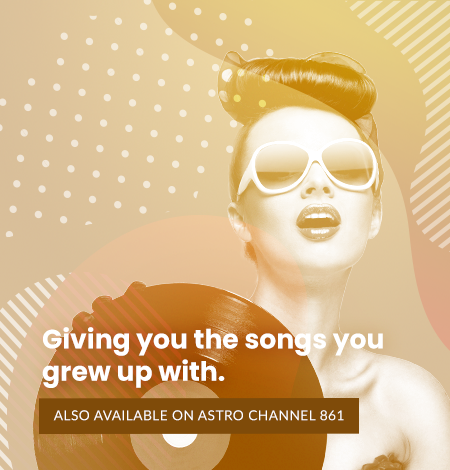 Giving you the songs you
grew up with.
ALSO AVAILABLE ON ASTRO CHANNEL 861